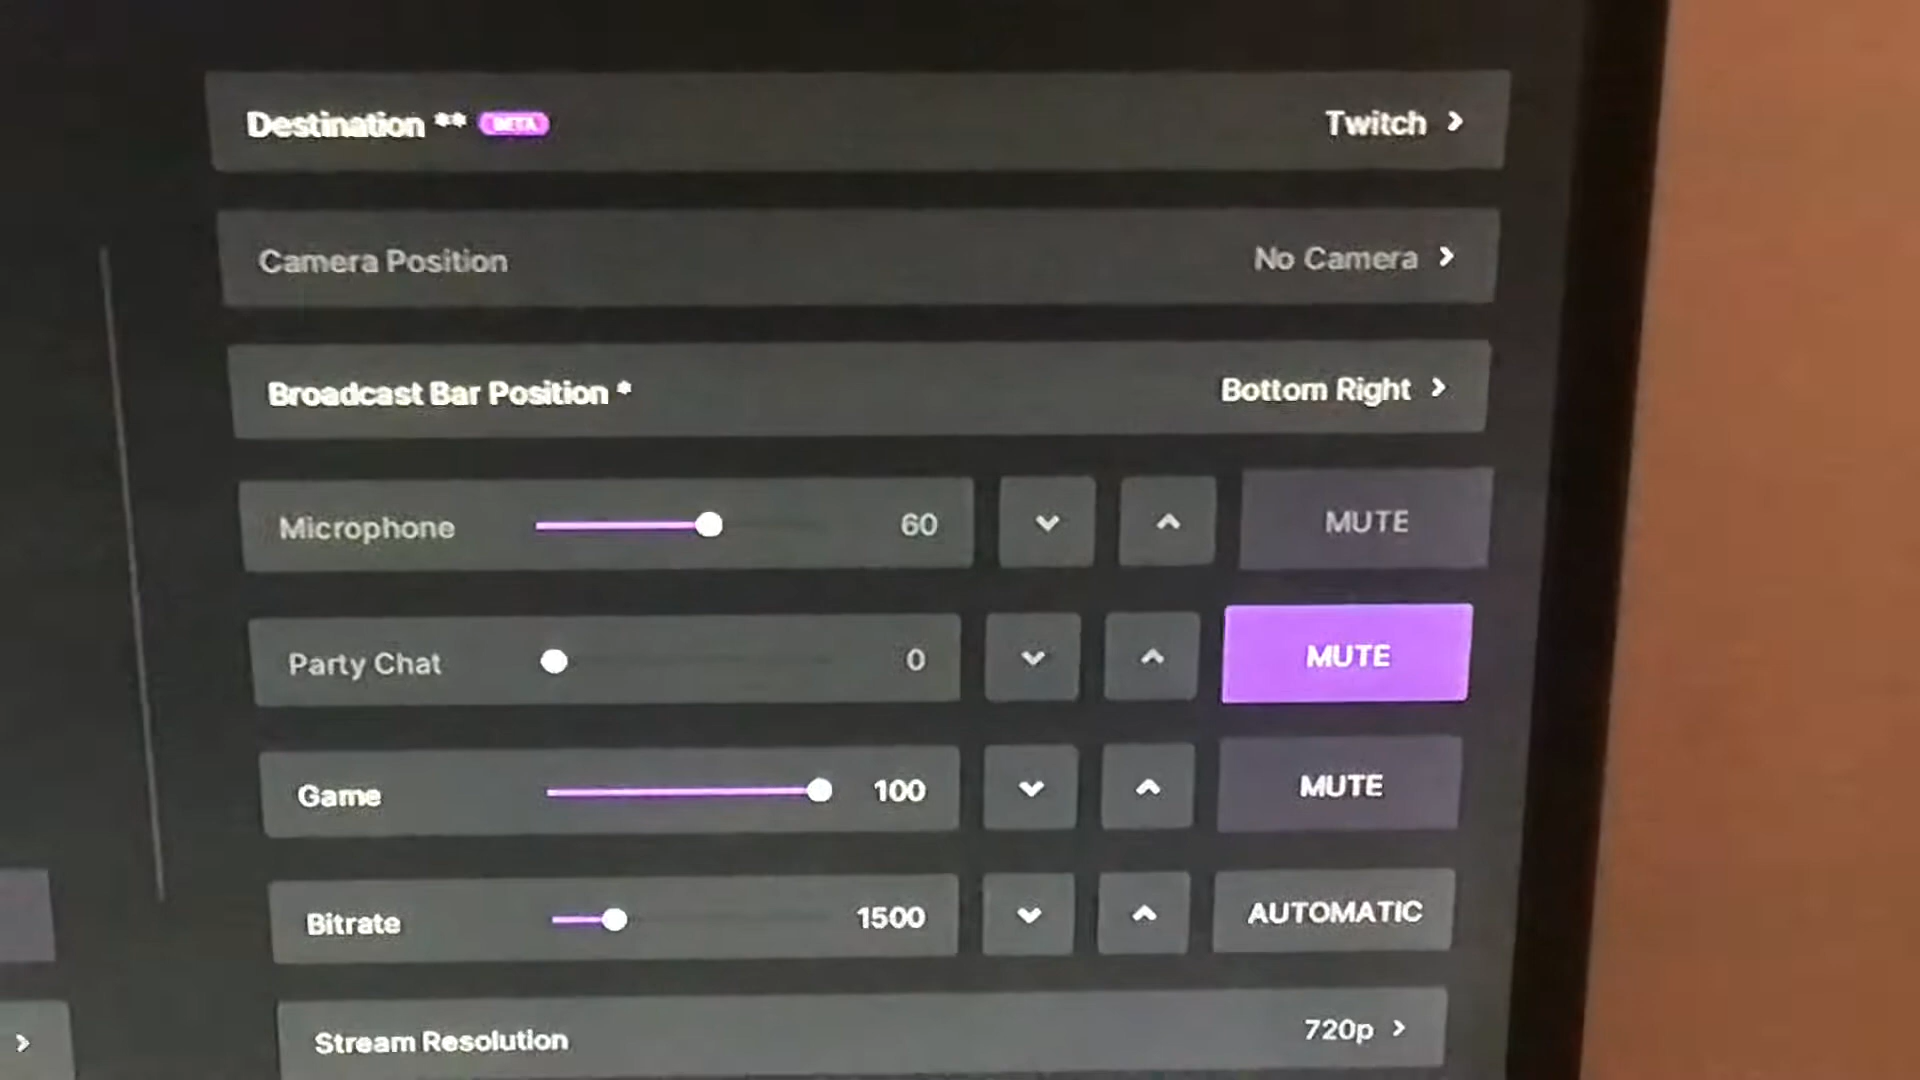 Destination ** BETA Twitch >
Camera Position No Camera >
Broadcast Bar Position * Bottom Right >
Microphone 60 MUTE
Party Chat 0 MUTE
Game 100 MUTE
Bitrate 1500 AUTOMATIC
Stream Resolution 720p >